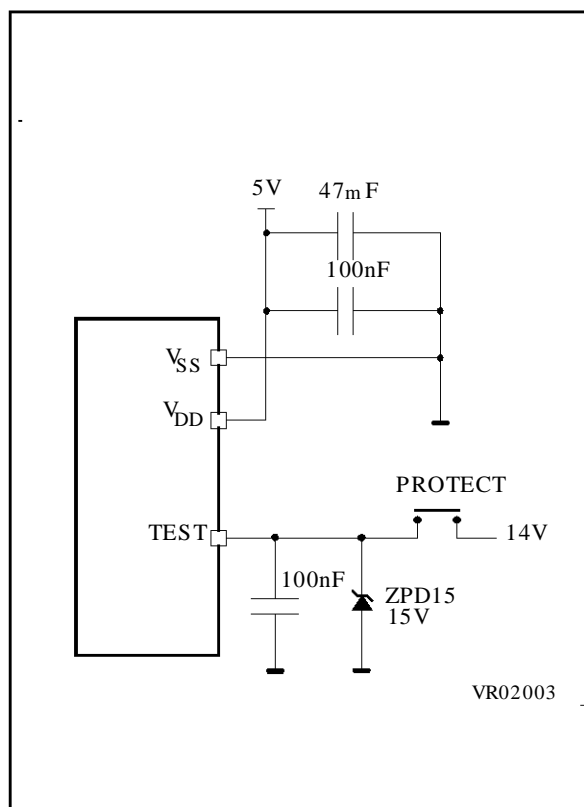 5V
47mF
100nF
VSS
VDD
PROTECT
TEST
14V
100nF
ZPD15
15V
VR02003